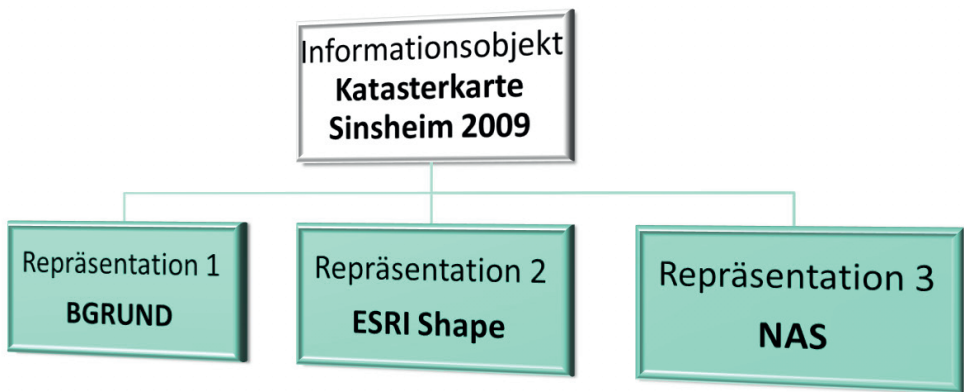 Informationsobjekt
Katasterkarte
Sinsheim 2009
Repräsentation 1
BGRUND
Repräsentation 2
ESRI Shape
Repräsentation 3
NAS